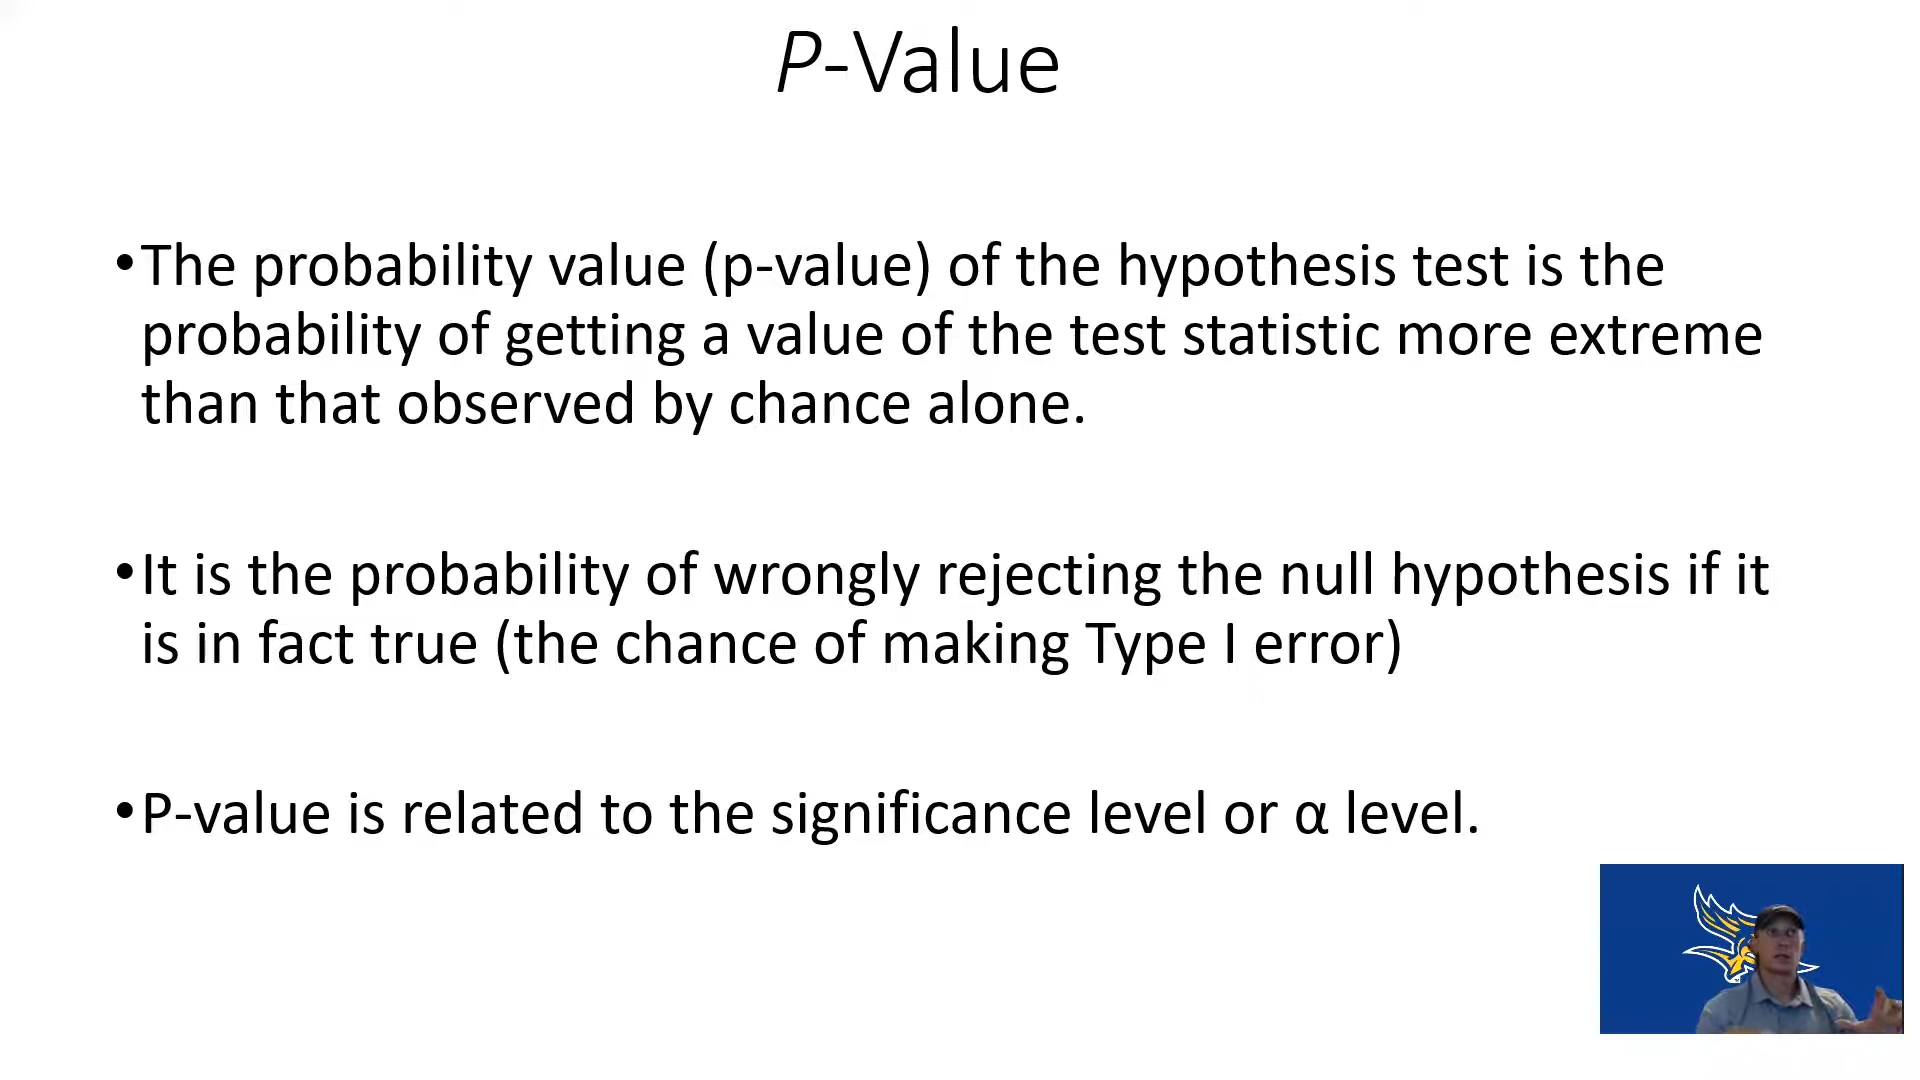 P-Value
•The probability value (p-value) of the hypothesis test is the
probability of getting a value of the test statistic more extreme
than that observed by chance alone.
•It is the probability of wrongly rejecting the null hypothesis if it
is in fact true (the chance of making Type I error)
•P-value is related to the significance level or α level.